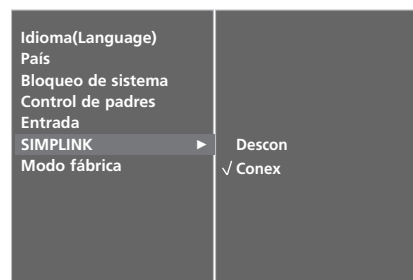 Idioma(Language)
País
Bloqueo de sistema
Control de padres
Entrada
SIMPLINK ►
Modo fábrica
Descon
√ Conex